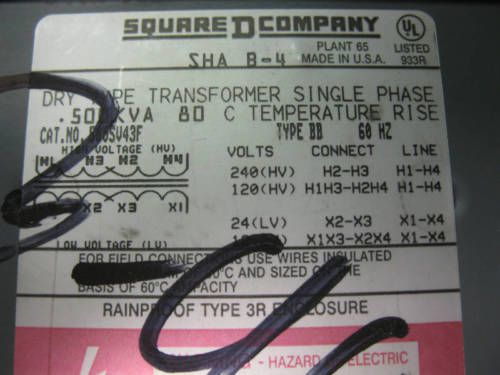 SQUARE D COMPANY
UL
LISTED
933R
PLANT 65
MADE IN U.S.A.
SHA B-4
DRY TYPE TRANSFORMER SINGLE PHASE
.500 KVA 80 C TEMPERATURE RISE
CAT.NO. 500SV43F TYPE BB 60 HZ
HIGH VOLTAGE (HV)
H1 H3 H2 H4
X2 X3 X1
LOW VOLTAGE (LV)
VOLTS CONNECT LINE
240(HV) H2-H3 H1-H4
120(HV) H1H3-H2H4 H1-H4
24(LV) X2-X3 X1-X4
X1X3-X2X4 X1-X4
FOR FIELD CONNECTIONS USE WIRES INSULATED
°C AND SIZED ON THE
BASIS OF 60°C CAPACITY
RAINPROOF TYPE 3R ENCLOSURE
- HAZARD OF ELECTRIC